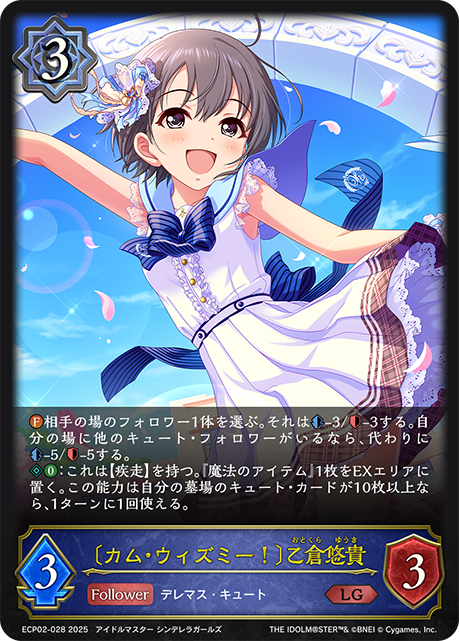 3
Ⓕ相手の場のフォロワー1体を選ぶ。それは-3/-3する。自
分の場に他のキュート・フォロワーがいるなら、代わりに
-5/-5する。
0：これは【疾走】を持つ。『魔法のアイテム』1枚をEXエリアに
置く。この能力は自分の墓場のキュート・カードが10枚以上な
ら、1ターンに1回使える。
おとくら ゆうき
〔カム・ウィズミー！〕乙倉悠貴
3
Follower デレマス・キュート LG
3
ECP02-028 2025 アイドルマスター シンデレラガールズ THE IDOLM@STER™& ©BNEI © Cygames, Inc.